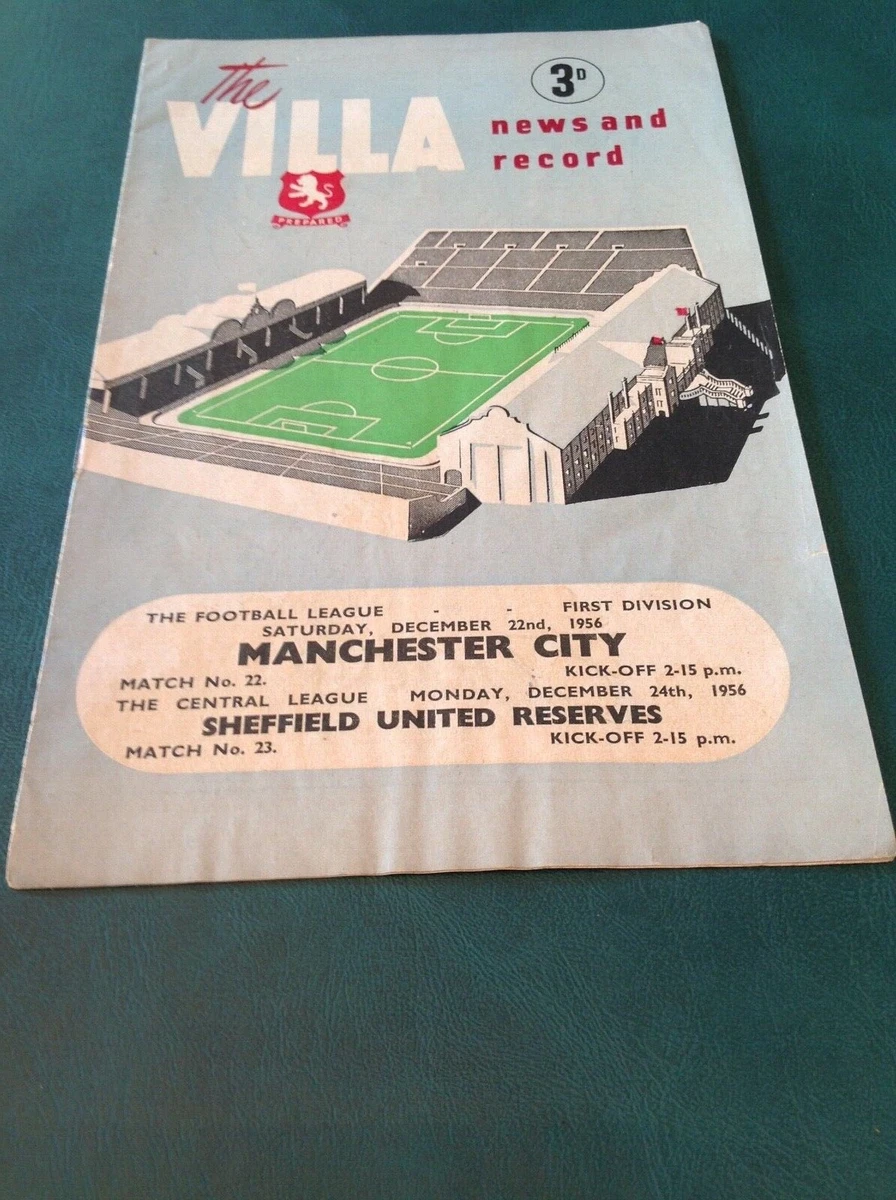 The
VILLA
3D
news and
record
PREPARED
THE FOOTBALL LEAGUE - - FIRST DIVISION
SATURDAY, DECEMBER 22nd, 1956
MANCHESTER CITY
MATCH No. 22. KICK-OFF 2-15 p.m.
THE CENTRAL LEAGUE MONDAY, DECEMBER 24th, 1956
SHEFFIELD UNITED RESERVES
MATCH No. 23. KICK-OFF 2-15 p.m.